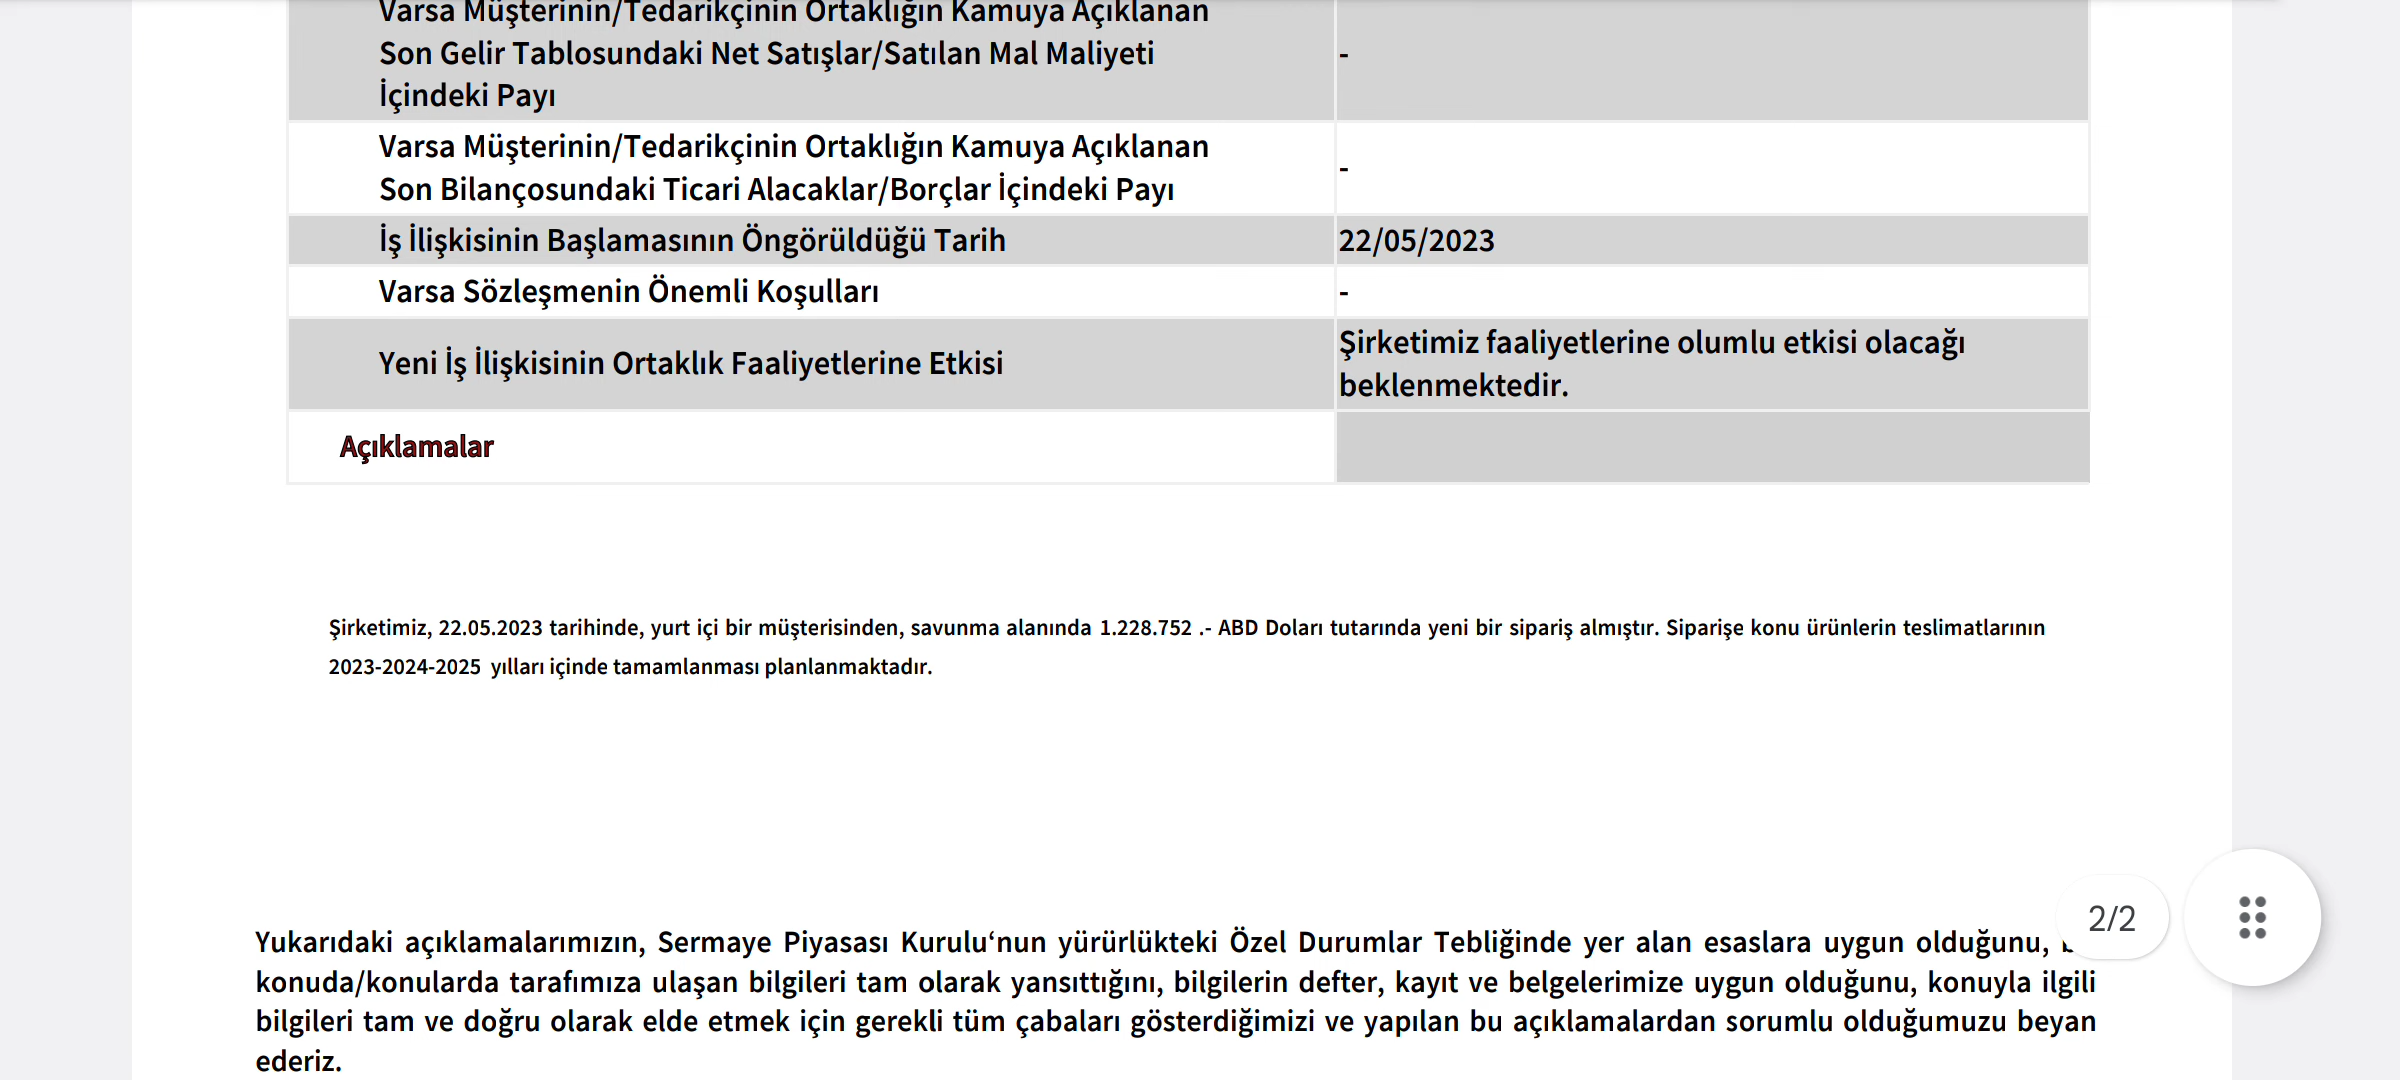 Varsa Müşterinin/Tedarikçinin Ortaklığın Kamuya Açıklanan
Son Gelir Tablosundaki Net Satışlar/Satılan Mal Maliyeti
İçindeki Payı
-
Varsa Müşterinin/Tedarikçinin Ortaklığın Kamuya Açıklanan
Son Bilançosundaki Ticari Alacaklar/Borçlar İçindeki Payı
-
İş İlişkisinin Başlamasının Öngörüldüğü Tarih
22/05/2023
Varsa Sözleşmenin Önemli Koşulları
-
Yeni İş İlişkisinin Ortaklık Faaliyetlerine Etkisi
Şirketimiz faaliyetlerine olumlu etkisi olacağı
beklenmektedir.
Açıklamalar
Şirketimiz, 22.05.2023 tarihinde, yurt içi bir müşterisinden, savunma alanında 1.228.752 .- ABD Doları tutarında yeni bir sipariş almıştır. Siparişe konu ürünlerin teslimatlarının
2023-2024-2025 yılları içinde tamamlanması planlanmaktadır.
Yukarıdaki açıklamalarımızın, Sermaye Piyasası Kurulu‘nun yürürlükteki Özel Durumlar Tebliğinde yer alan esaslara uygun olduğunu,
konuda/konularda tarafımıza ulaşan bilgileri tam olarak yansıttığını, bilgilerin defter, kayıt ve belgelerimize uygun olduğunu, konuyla ilgili
bilgileri tam ve doğru olarak elde etmek için gerekli tüm çabaları gösterdiğimizi ve yapılan bu açıklamalardan sorumlu olduğumuzu beyan
ederiz.
2/2